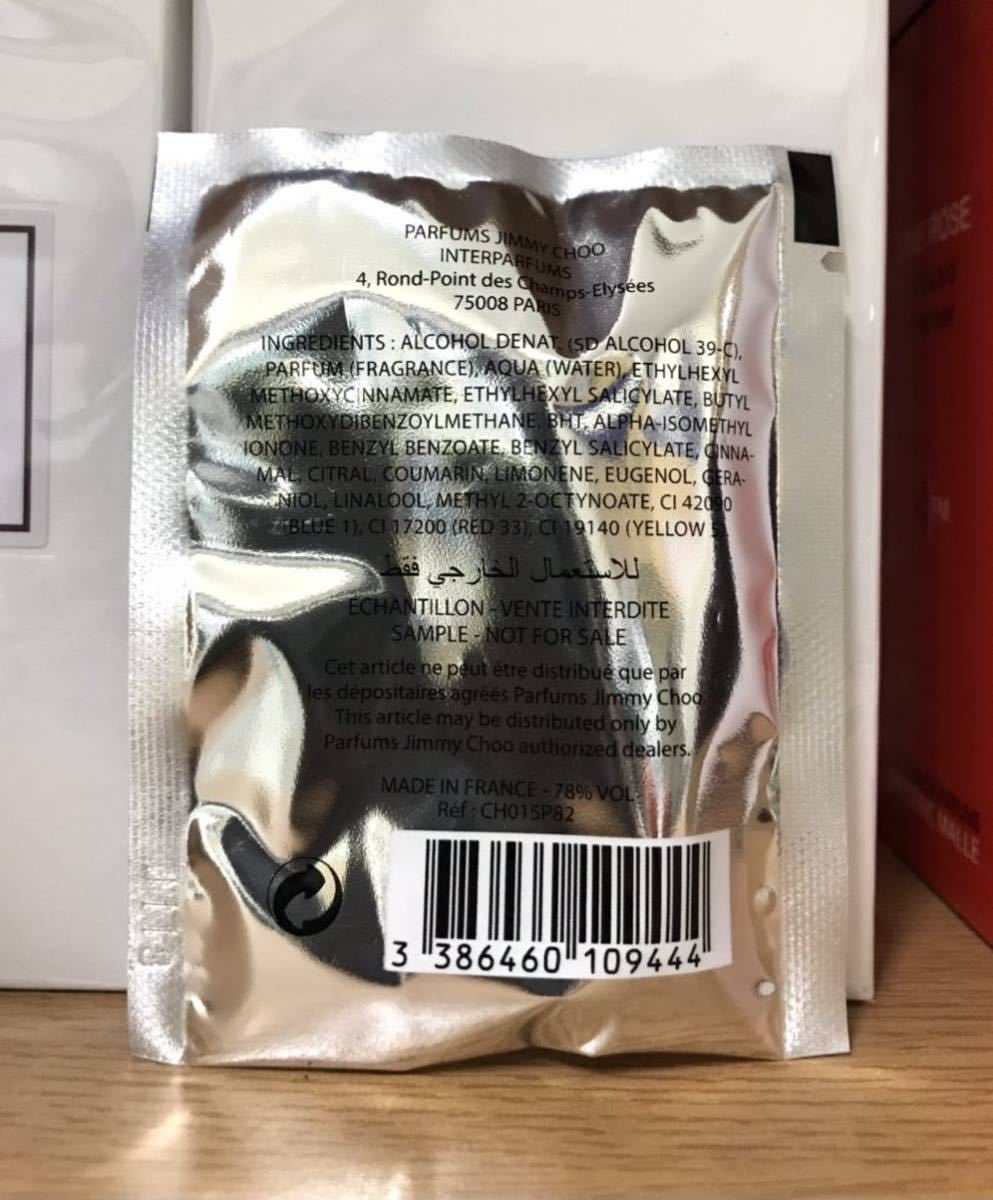 PARFUMS JIMMY CHOO
INTERPARFUMS
4, Rond-Point des Champs-Elysées
75008 PARIS
INGREDIENTS : ALCOHOL DENAT. (SD ALCOHOL 39-C),
PARFUM (FRAGRANCE), AQUA (WATER), ETHYLHEXYL
METHOXYCINNAMATE, ETHYLHEXYL SALICYLATE, BUTYL
METHOXYDIBENZOYLMETHANE, BHT, ALPHA-ISOMETHYL
IONONE, BENZYL BENZOATE, BENZYL SALICYLATE, CINNA-
MAL, CITRAL, COUMARIN, LIMONENE, EUGENOL, GERA-
NIOL, LINALOOL, METHYL 2-OCTYNOATE, CI 42090
(BLUE 1), CI 17200 (RED 33), CI 19140 (YELLOW 5).
للاستعمال الخارجي فقط
ECHANTILLON - VENTE INTERDITE
SAMPLE - NOT FOR SALE
Cet article ne peut être distribué que par
les dépositaires agréés Parfums Jimmy Choo.
This article may be distributed only by
Parfums Jimmy Choo authorized dealers.
MADE IN FRANCE - 78% VOL
Réf : CH015P82
3 386460 109444
ROSE
MALLE